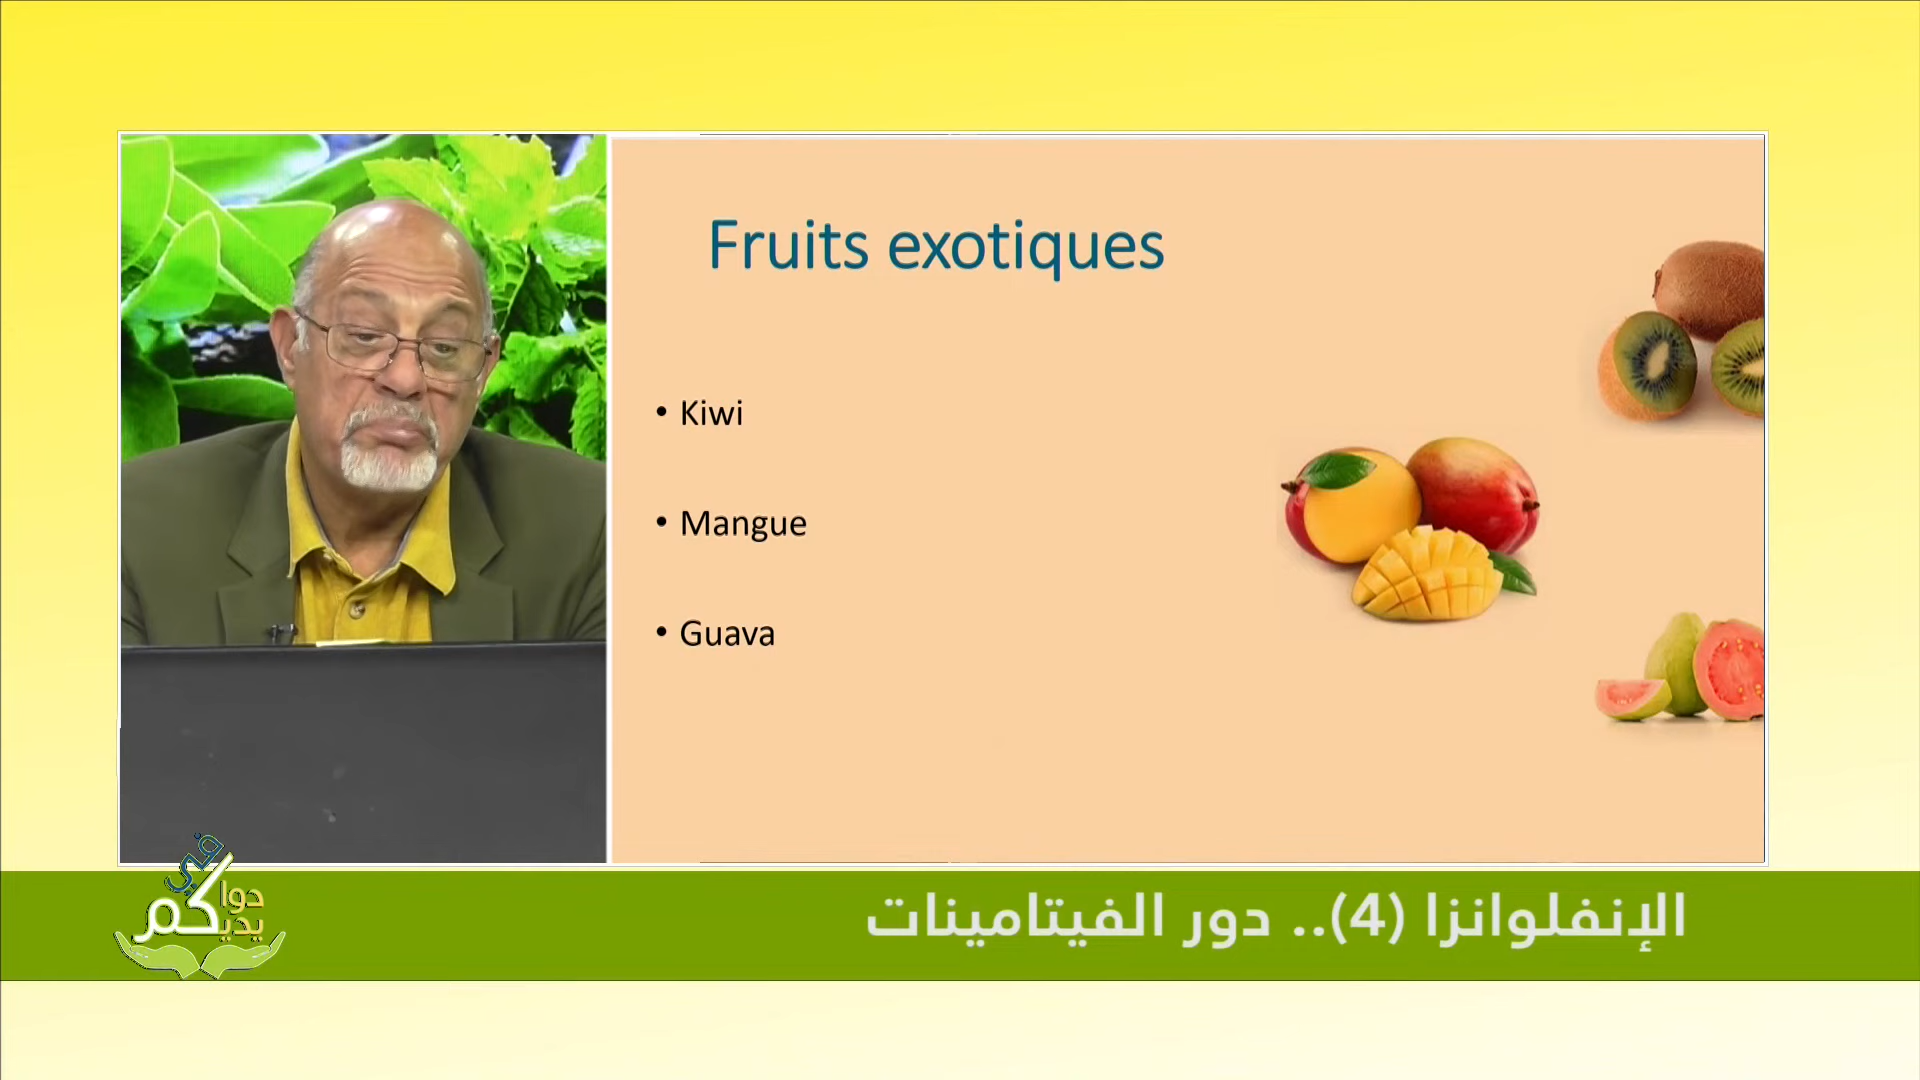 Fruits exotiques
• Kiwi
• Mangue
• Guava
الإنفلوانزا (4).. دور الفيتامينات
دواكم في يديكم